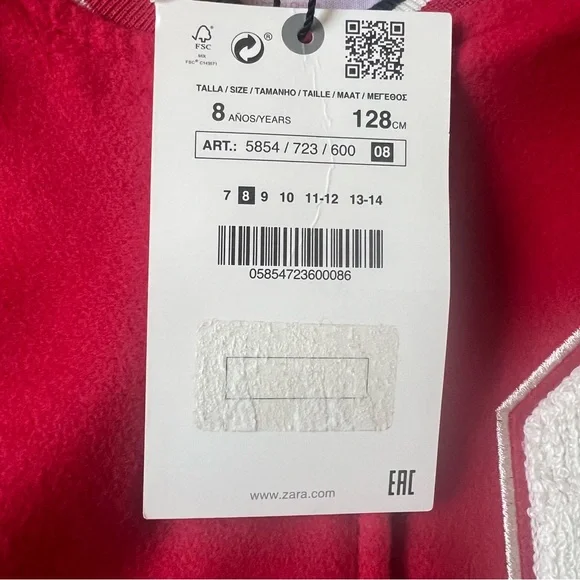 FSC
MIX
®
TALLA / SIZE / TAMANHO / TAILLE / MAAT / ΜΕΓΕΘΟΣ
8 AÑOS/YEARS 128CM
ART.: 5854 / 723 / 600 08
7 8 9 10 11-12 13-14
05854723600086
www.zara.com
EAC